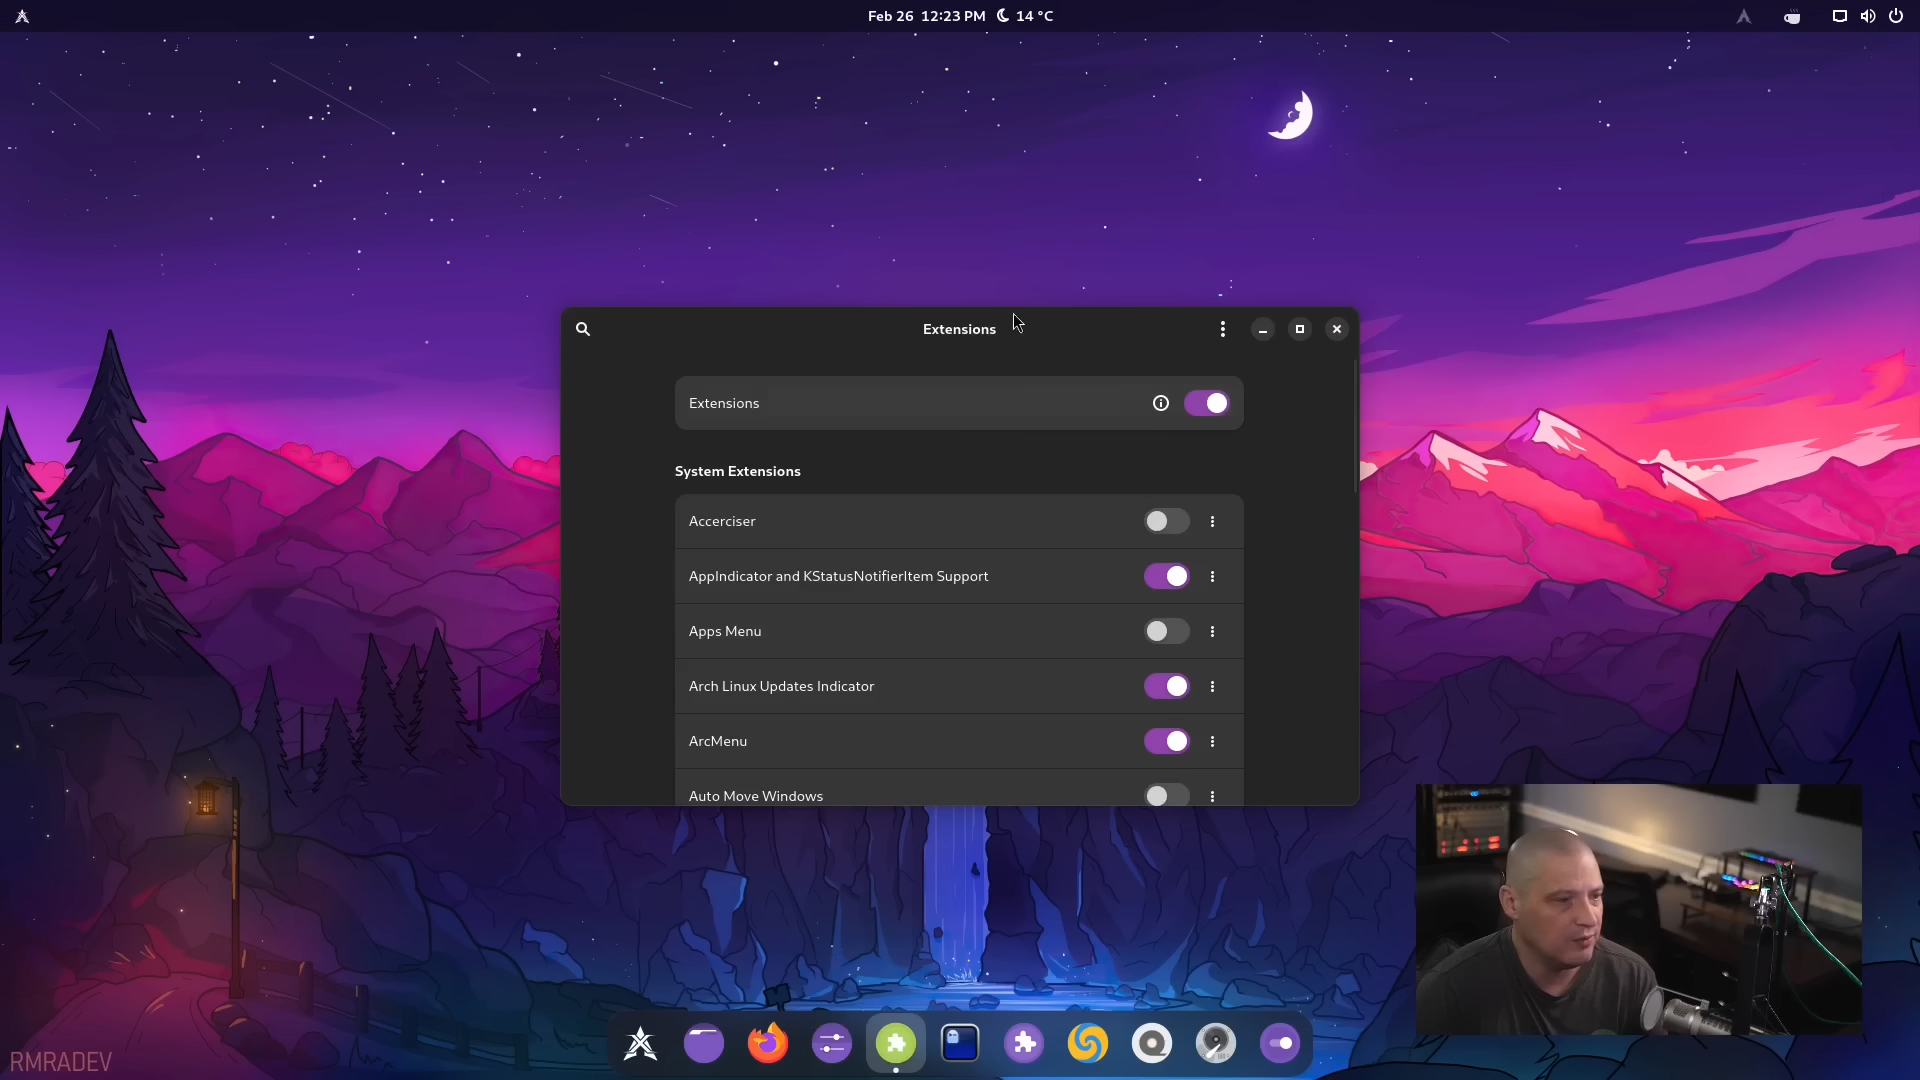 Feb 26 12:23 PM 14 °C
Extensions
Extensions
System Extensions
Accerciser
AppIndicator and KStatusNotifierItem Support
Apps Menu
Arch Linux Updates Indicator
ArcMenu
Auto Move Windows
RMRADEV